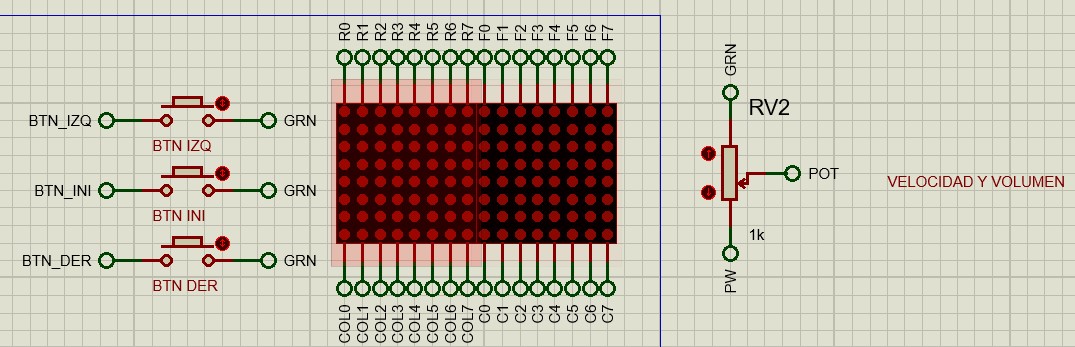 R0 R1 R2 R3 R4 R5 R6 R7 F0 F1 F2 F3 F4 F5 F6 F7
BTN_IZQ GRN
BTN IZQ
BTN_INI GRN
BTN INI
BTN_DER GRN
BTN DER
COL0 COL1 COL2 COL3 COL4 COL5 COL6 COL7 C0 C1 C2 C3 C4 C5 C6 C7
GRN
RV2
POT
1k
PW
VELOCIDAD Y VOLUMEN